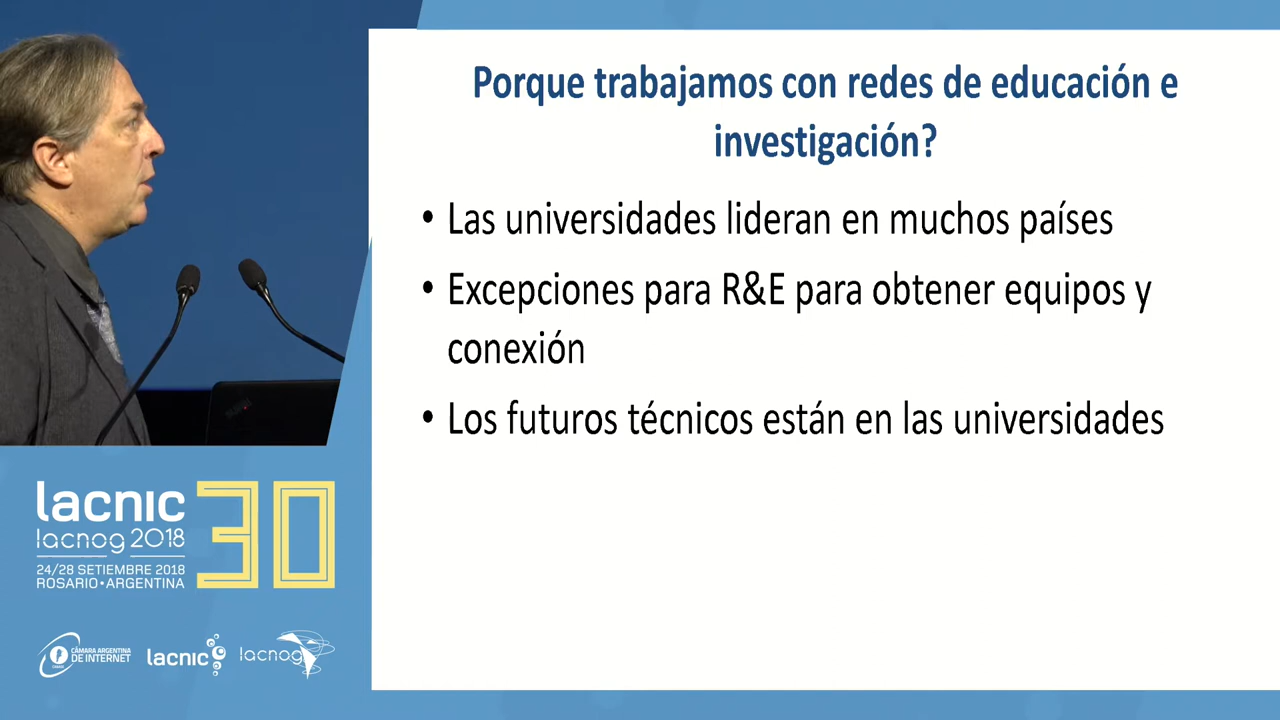 Porque trabajamos con redes de educación e
investigación?
• Las universidades lideran en muchos países
• Excepciones para R&E para obtener equipos y
conexión
• Los futuros técnicos están en las universidades
lacnic 30
lacnog 2018
24/28 SETIEMBRE 2018
ROSARIO•ARGENTINA
CÁMARA ARGENTINA
DE INTERNET
lacnic
lacnog